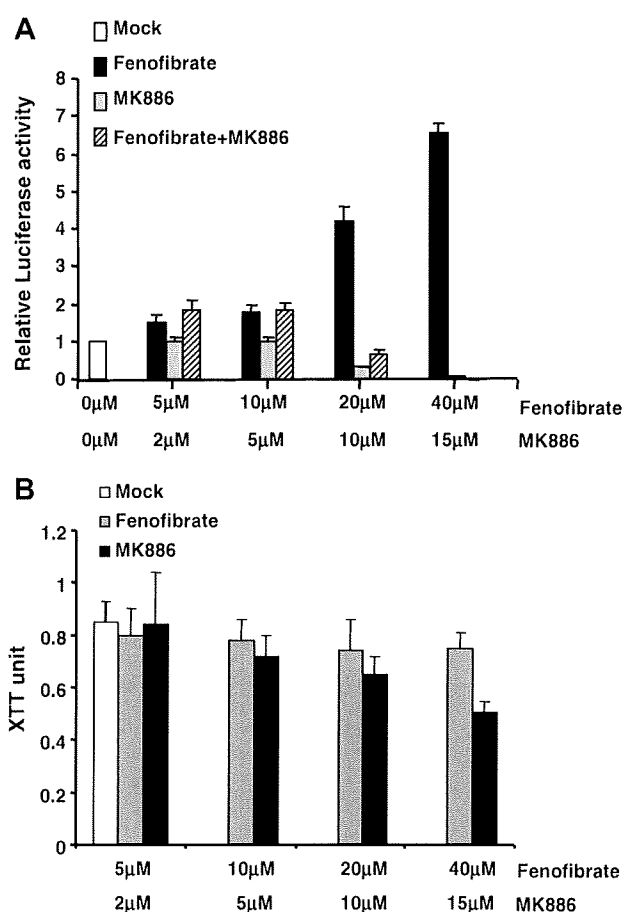 A
Mock
Fenofibrate
MK886
Fenofibrate+MK886
Relative Luciferase activity
8
7
6
5
4
3
2
1
0
0µM 5µM 10µM 20µM 40µM Fenofibrate
0µM 2µM 5µM 10µM 15µM MK886
B
Mock
Fenofibrate
MK886
XTT unit
1.2
1
0.8
0.6
0.4
0.2
0
5µM 10µM 20µM 40µM Fenofibrate
2µM 5µM 10µM 15µM MK886